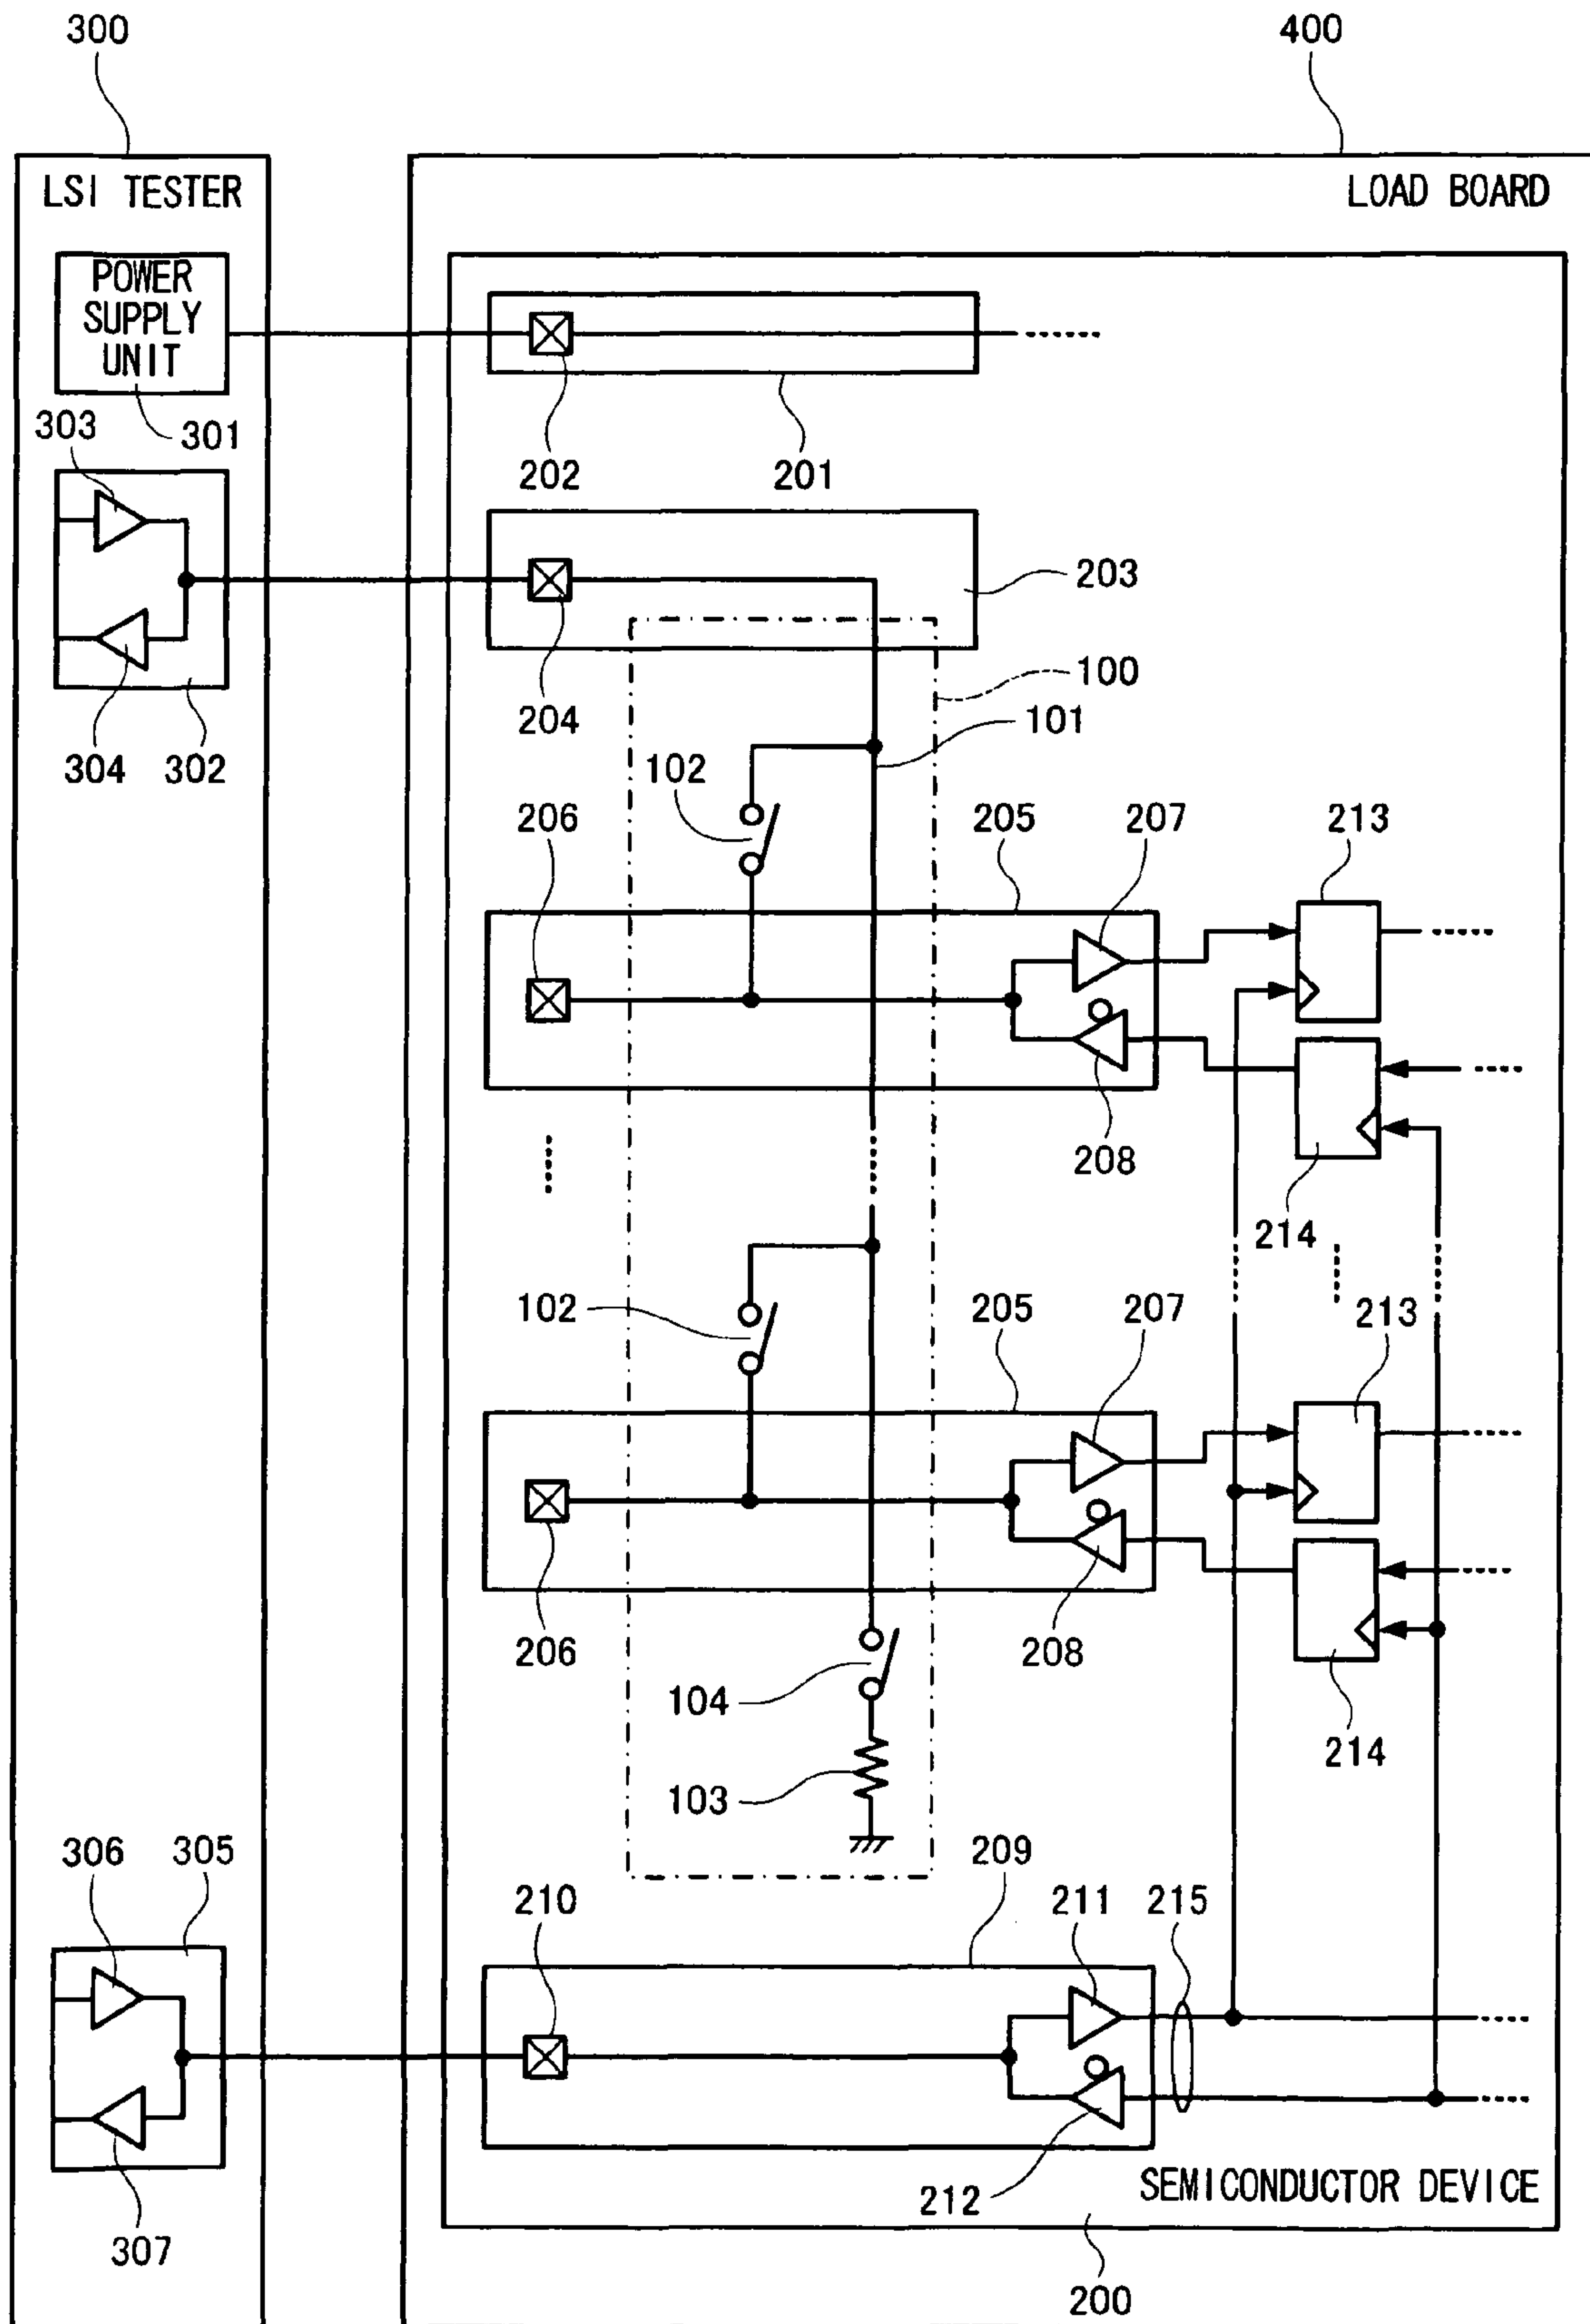 300 400
LSI TESTER LOAD BOARD
POWER
SUPPLY
UNIT
303 301
202 201
203
100
204 101
304 302 102
206 205 207 213
208
214
102 205 207 213
206 208
104
214
103
306 305 209
210 211 215
SEMICONDUCTOR DEVICE
212
307
200